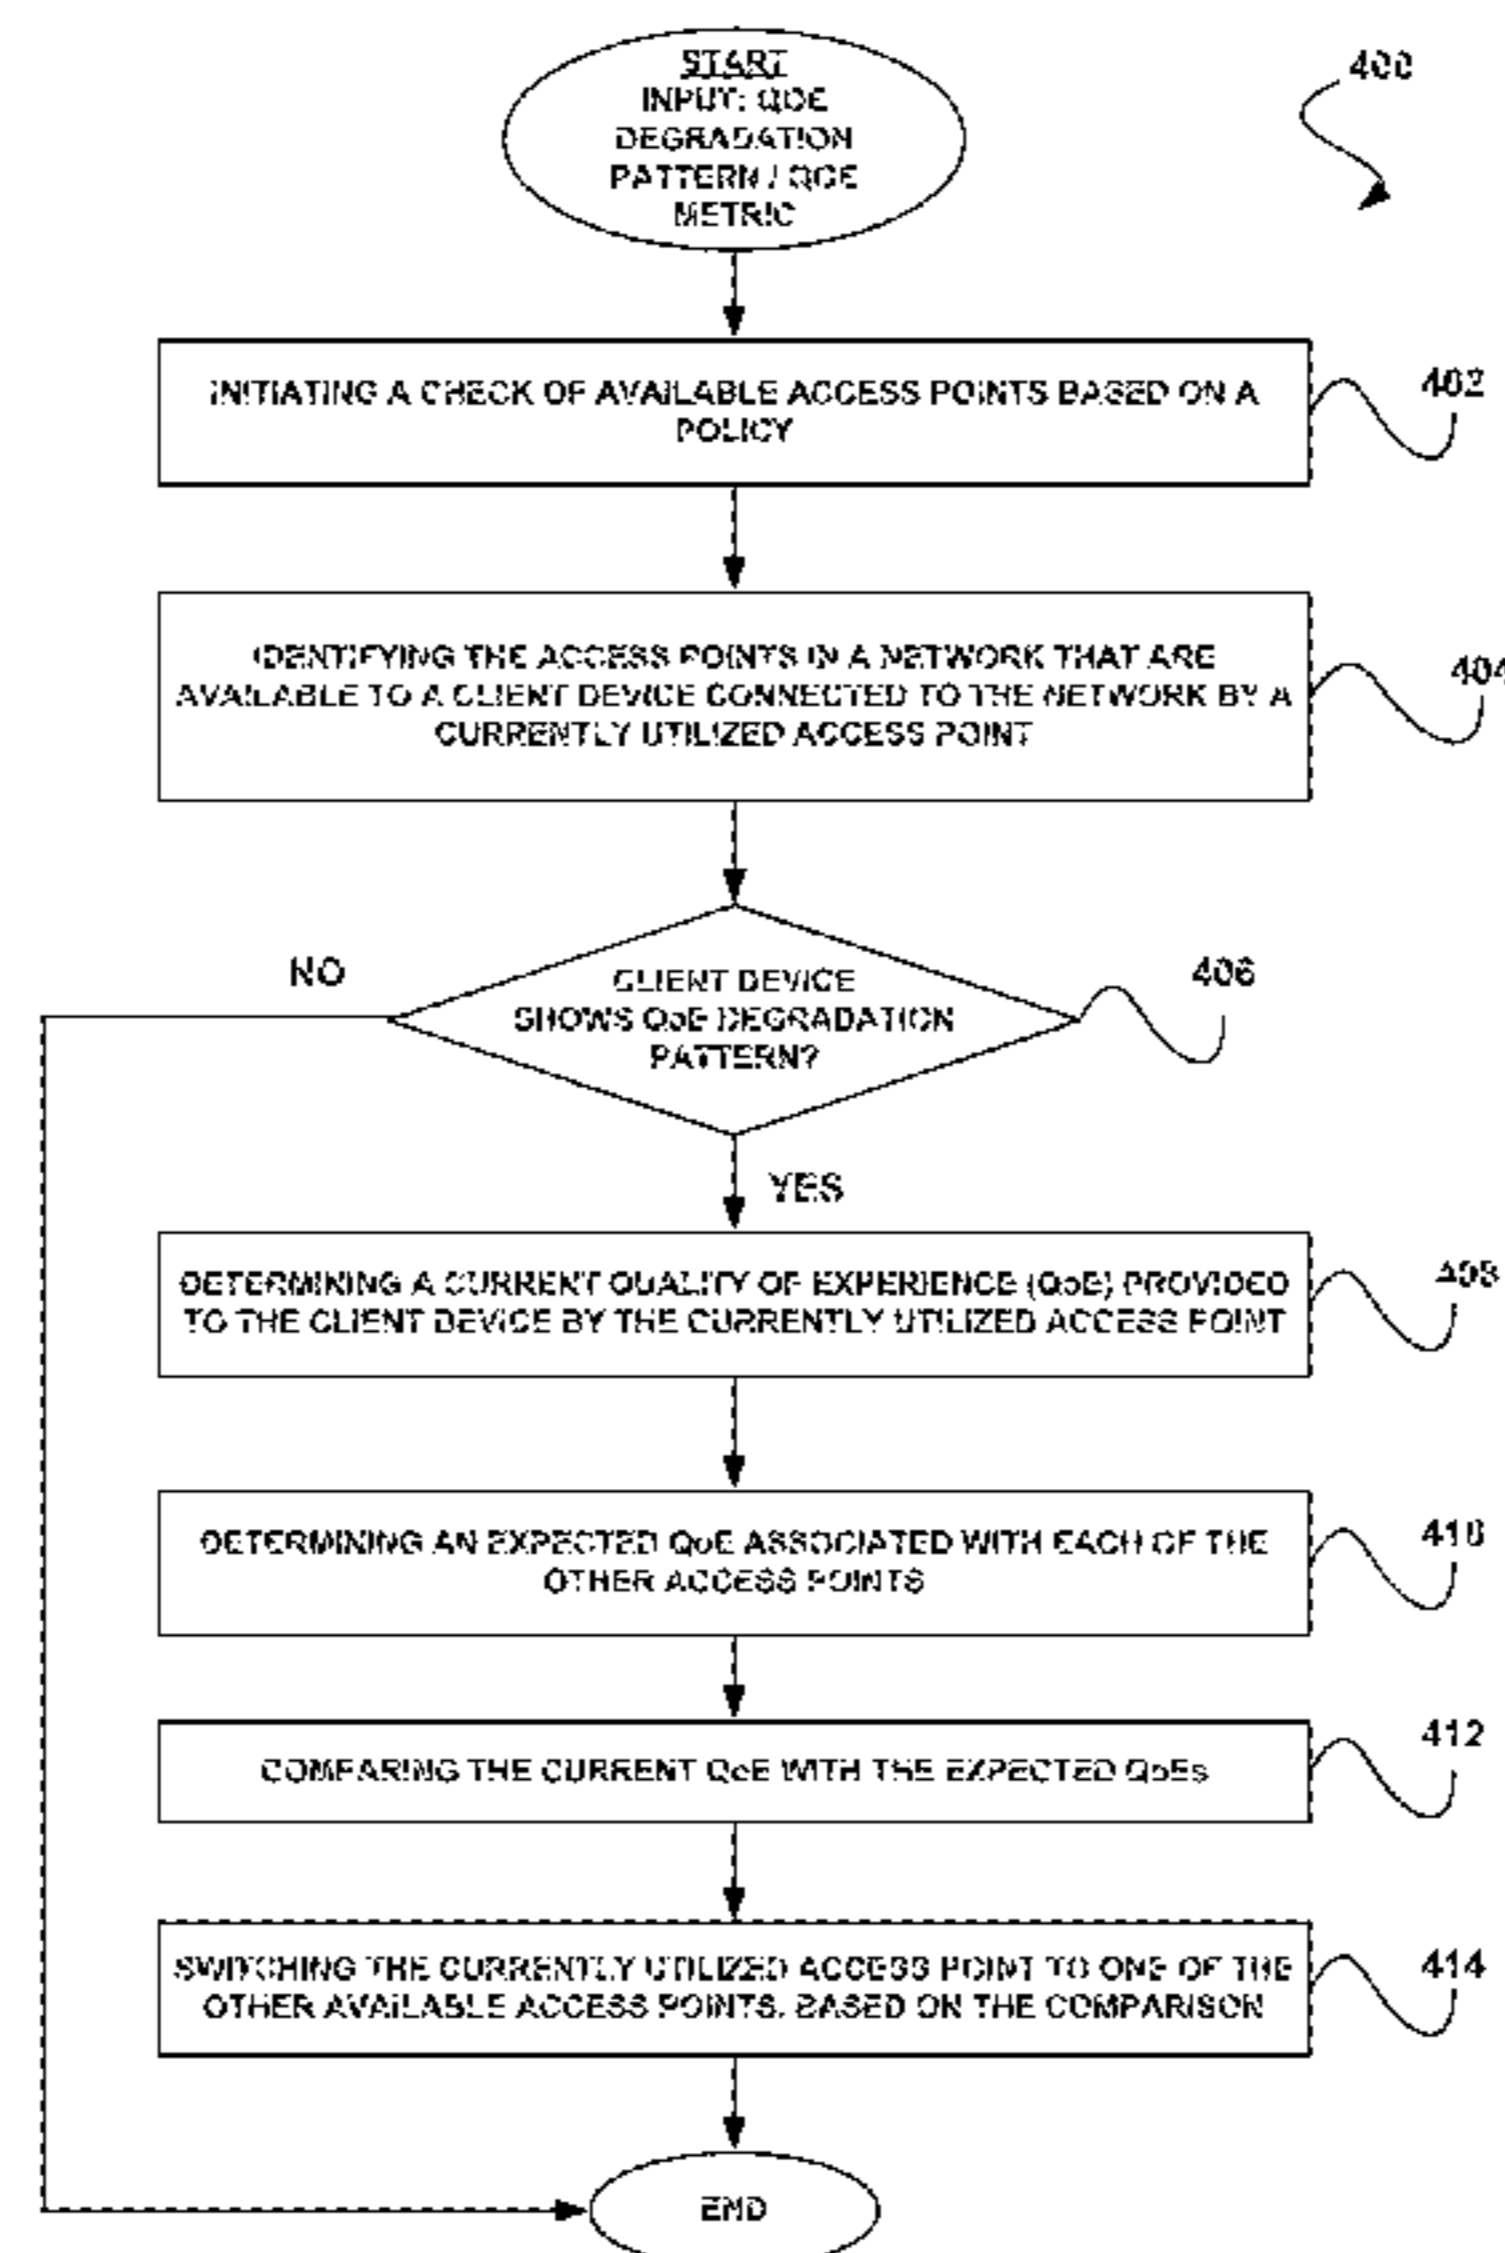 START
INPUT: QOE
DEGRADATION
PATTERN / QOE
METRIC
400
INITIATING A CHECK OF AVAILABLE ACCESS POINTS BASED ON A
POLICY
402
IDENTIFYING THE ACCESS POINTS IN A NETWORK THAT ARE
AVAILABLE TO A CLIENT DEVICE CONNECTED TO THE NETWORK BY A
CURRENTLY UTILIZED ACCESS POINT
404
NO
CLIENT DEVICE
SHOWS QoE DEGRADATION
PATTERN?
406
YES
DETERMINING A CURRENT QUALITY OF EXPERIENCE (QoE) PROVIDED
TO THE CLIENT DEVICE BY THE CURRENTLY UTILIZED ACCESS POINT
408
DETERMINING AN EXPECTED QoE ASSOCIATED WITH EACH OF THE
OTHER ACCESS POINTS
410
COMPARING THE CURRENT QoE WITH THE EXPECTED QoEs
412
SWITCHING THE CURRENTLY UTILIZED ACCESS POINT TO ONE OF THE
OTHER AVAILABLE ACCESS POINTS, BASED ON THE COMPARISON
414
END